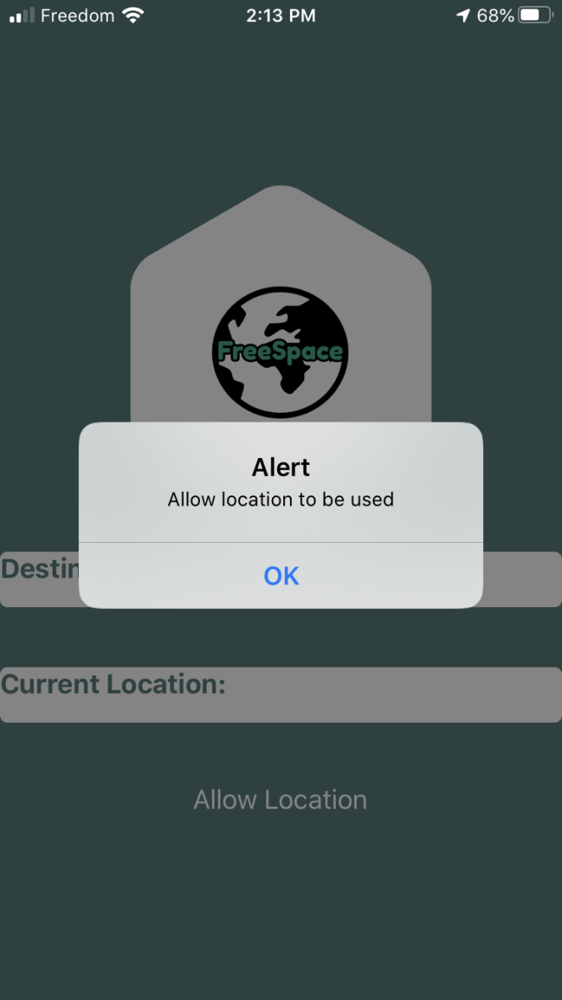 Freedom 2:13 PM 68%
FreeSpace
Alert
Allow location to be used
OK
Current Location:
Allow Location